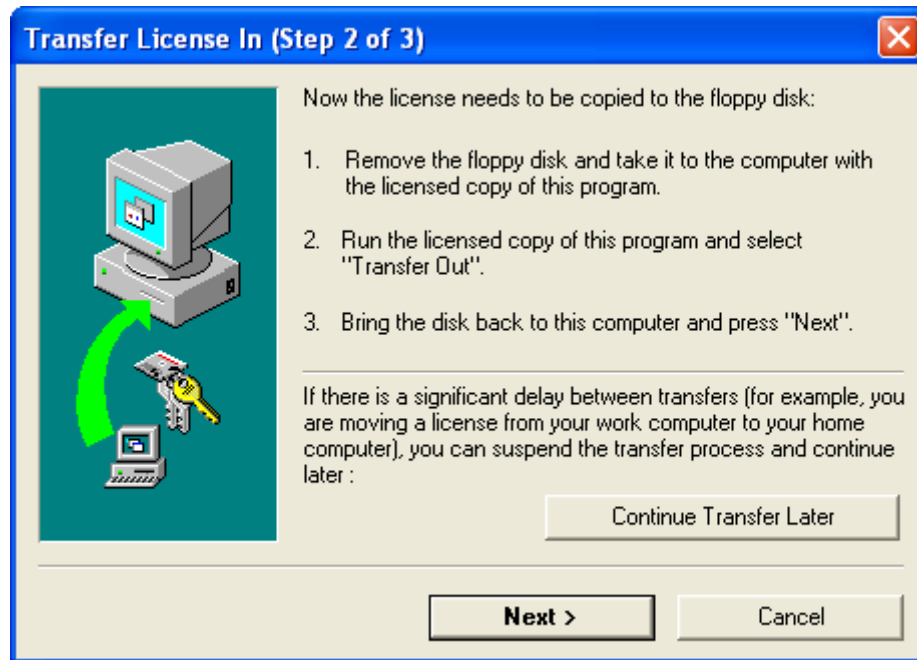 Transfer License In (Step 2 of 3)
Now the license needs to be copied to the floppy disk:
1. Remove the floppy disk and take it to the computer with
the licensed copy of this program.
2. Run the licensed copy of this program and select
"Transfer Out".
3. Bring the disk back to this computer and press "Next".
If there is a significant delay between transfers (for example, you
are moving a license from your work computer to your home
computer), you can suspend the transfer process and continue
later :
Continue Transfer Later
Next >
Cancel